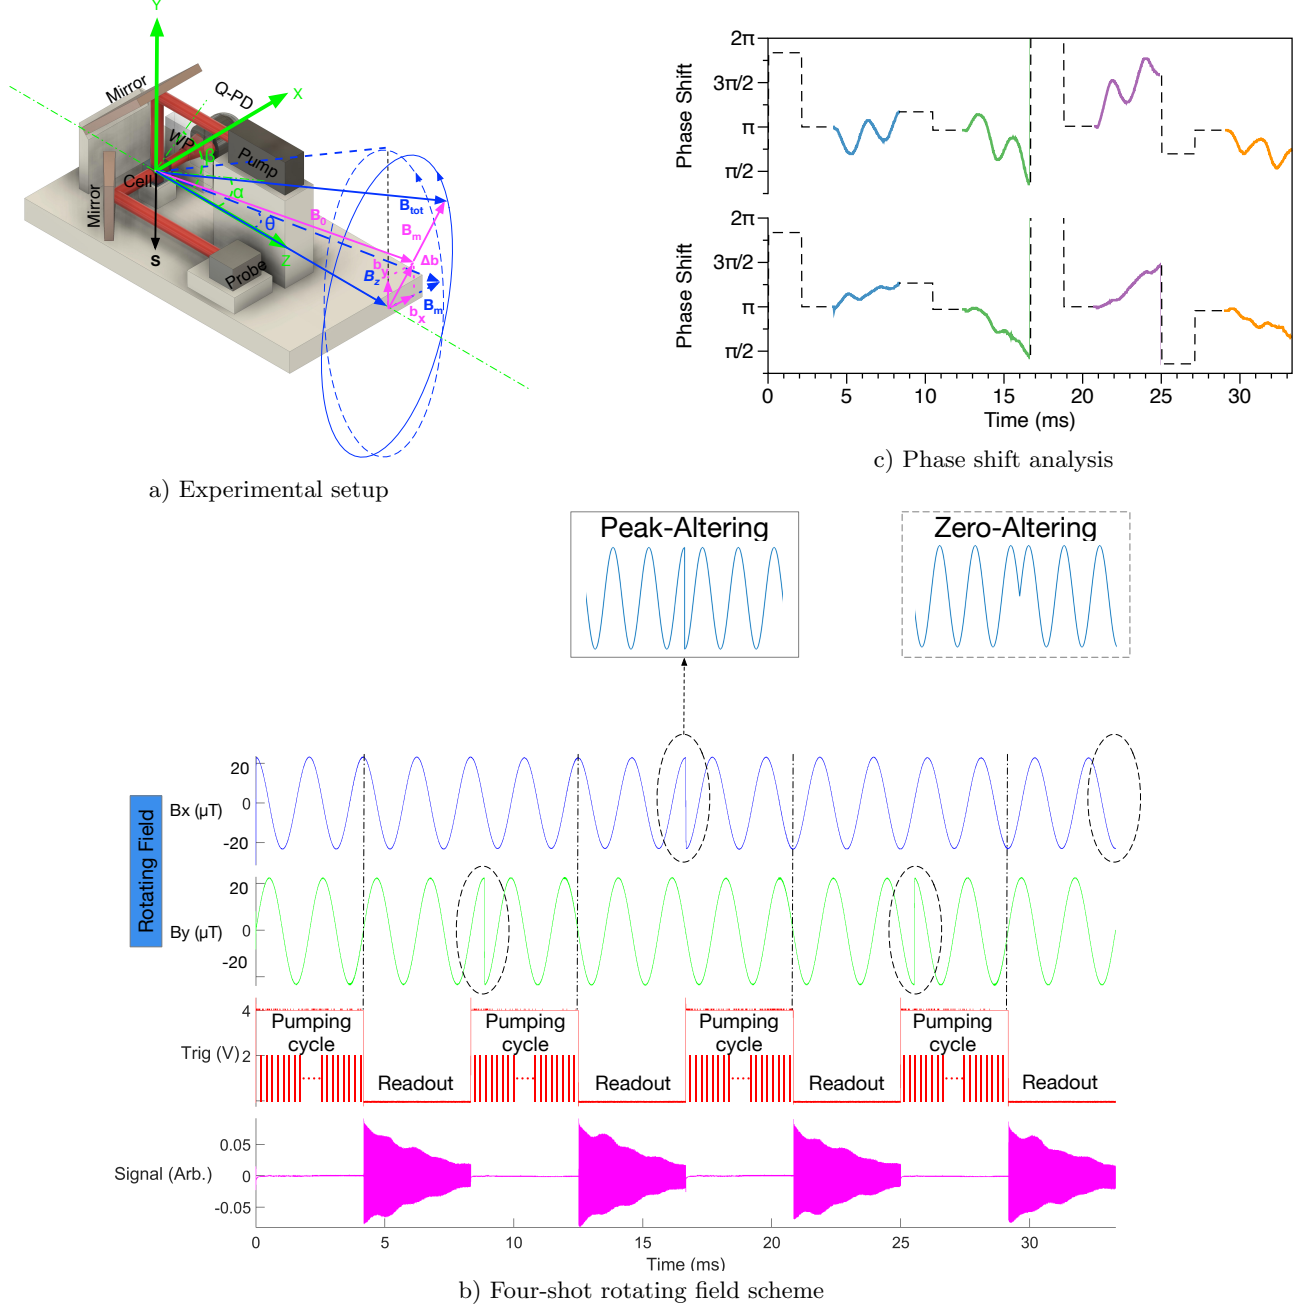 Y
X
Mirror
Q-PD
WP
β
Pump
Cell
α
Mirror
B0
Btot
θ
Bm
S
Z
Probe
Bz
by
Δb
bx
Bm
a) Experimental setup
2π
3π/2
π
π/2
Phase Shift
2π
3π/2
π
π/2
Phase Shift
0 5 10 15 20 25 30
Time (ms)
c) Phase shift analysis
Peak-Altering
Zero-Altering
Rotating Field
20
Bx (μT)
0
-20
20
By (μT)
0
-20
4
Trig (V) 2
Pumping
cycle
Readout
Pumping
cycle
Readout
Pumping
cycle
Readout
Pumping
cycle
Readout
0.05
Signal (Arb.) 0
-0.05
0 5 10 15 20 25 30
Time (ms)
b) Four-shot rotating field scheme